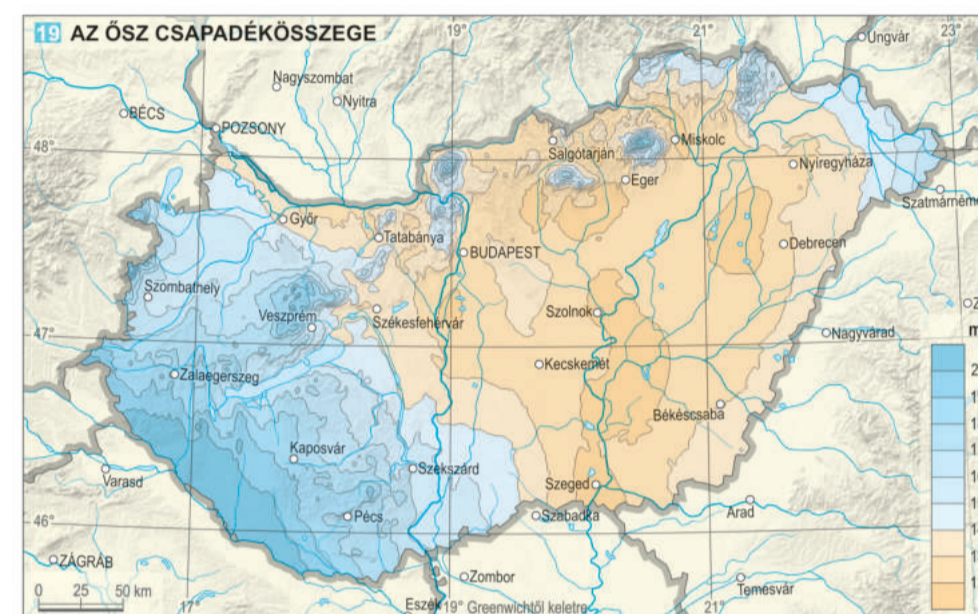 19 AZ ŐSZ CSAPADÉKÖSSZEGE
19°
21°
23°
Ungvár
Nagyszombat
Nyitra
BÉCS
POZSONY
48°
Salgótarján
Miskolc
Eger
Nyíregyháza
Győr
Tatabánya
BUDAPEST
Debrecen
Szombathely
Veszprém
Székesfehérvár
Szolnok
47°
Nagyvárad
Zalaegerszeg
Kecskemét
Békéscsaba
Kaposvár
Szekszárd
Varasd
Szeged
Arad
46°
Pécs
Szabadka
ZÁGRÁB
Zombor
Temesvár
0 25 50 km
17°
Eszék
19° Greenwichtől keletre
21°